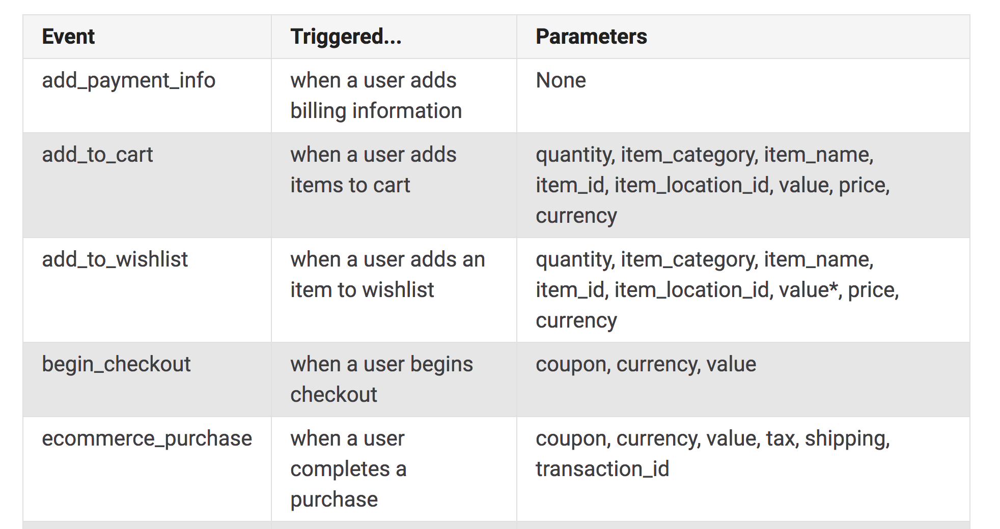 Event
Triggered...
Parameters
add_payment_info
when a user adds
billing information
None
add_to_cart
when a user adds
items to cart
quantity, item_category, item_name,
item_id, item_location_id, value, price,
currency
add_to_wishlist
when a user adds an
item to wishlist
quantity, item_category, item_name,
item_id, item_location_id, value*, price,
currency
begin_checkout
when a user begins
checkout
coupon, currency, value
ecommerce_purchase
when a user
completes a
purchase
coupon, currency, value, tax, shipping,
transaction_id